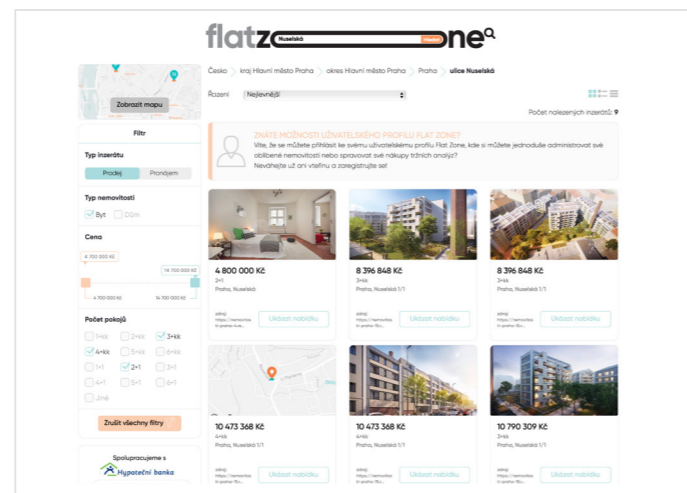 flatzone
Nuselská
Hledat
Česko > kraj Hlavní město Praha > okres Hlavní město Praha > Praha > ulice Nuselská
Zobrazit mapu
Řazení
Nejlevnější
Počet nalezených inzerátů: 9
Filtr
Typ inzerátu
Prodej
Pronájem
Typ nemovitosti
Byt
Dům
Cena
14 700 000 Kč
4 700 000 Kč
14 700 000 Kč
Počet pokojů
1+kk 2+kk 3+kk
4+kk 5+kk 6+kk
1+1 2+1 3+1
4+1 5+1 6+1
Jiné
Zrušit všechny filtry
Spolupracujeme s
Hypoteční banka
ZNÁTE MOŽNOSTI UŽIVATELSKÉHO PROFILU FLAT ZONE?
Víte, že se můžete přihlásit ke svému uživatelskému profilu Flat Zone, kde si můžete jednoduše administrovat své
oblíbené nemovitosti nebo spravovat své nákupy tržních analýz?
Neváhejte už ani vteřinu a zaregistrujte se!
4 800 000 Kč
2+1
Praha, Nuselská
zdroj:
Ukázat nabídku
8 396 848 Kč
3+kk
Praha, Nuselská 1/1
zdroj:
Ukázat nabídku
8 396 848 Kč
3+kk
Praha, Nuselská 1/1
zdroj:
Ukázat nabídku
10 473 368 Kč
4+kk
Praha, Nuselská 1/1
zdroj:
Ukázat nabídku
10 473 368 Kč
4+kk
Praha, Nuselská 1/1
zdroj:
Ukázat nabídku
10 790 309 Kč
3+kk
Praha, Nuselská 1/1
zdroj:
Ukázat nabídku